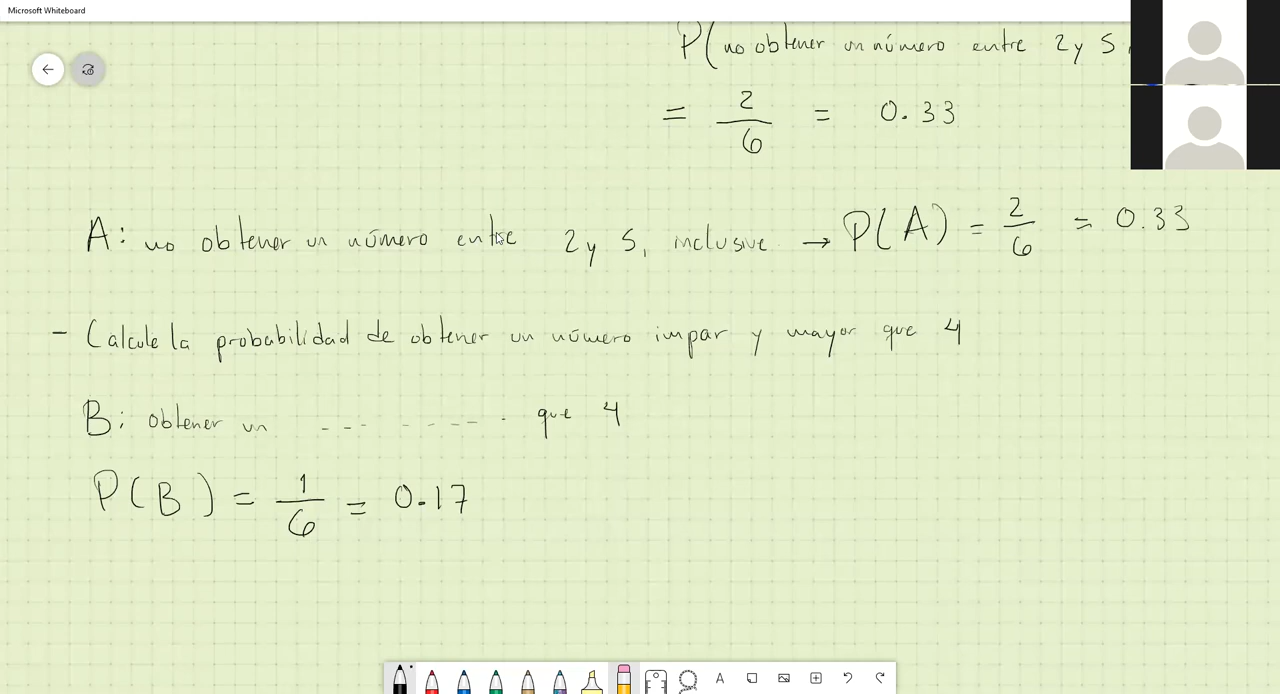 Microsoft Whiteboard
P(no obtener un número entre 2 y 5
= 2/6 = 0.33
A: no obtener un número entre 2 y 5, inclusive → P(A) = 2/6 = 0.33
- Calcule la probabilidad de obtener un número impar y mayor que 4
B: obtener un --- ----- . que 4
P(B) = 1/6 = 0.17
A